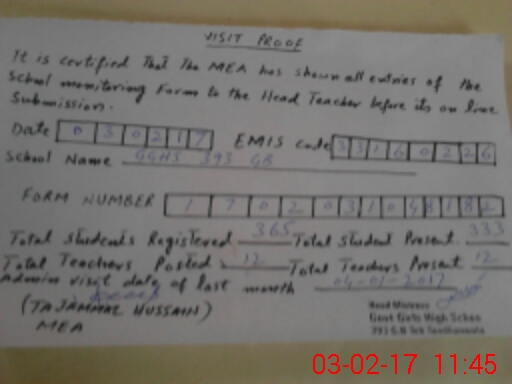 VISIT PROOF
It is certified That The MEA has shown all entries of the
School monitoring Form to the Head Teacher before its on line
Submission.
Date 0 3 0 2 1 7 EMIS Code 3 3 1 6 0 2 2 6
School Name GGHS 393 GB
FORM NUMBER 1 7 0 2 0 3 1 0 4 8 1 8 2
Total Students Registered 365 Total Student Present 333
Total Teachers Posted 12 Total Teachers Present 12
Admin visit date of last month 04-01-2017
(TAJAMMAL HUSSAIN)
MEA
Head Mistress
Govt Girls High School
393 G.B
03-02-17 11:45